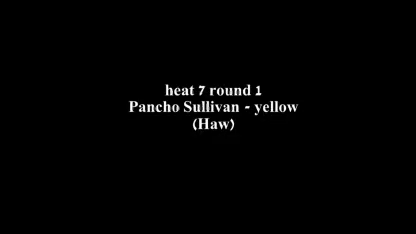 heat 7 round 1
Pancho Sullivan - yellow
(Haw)